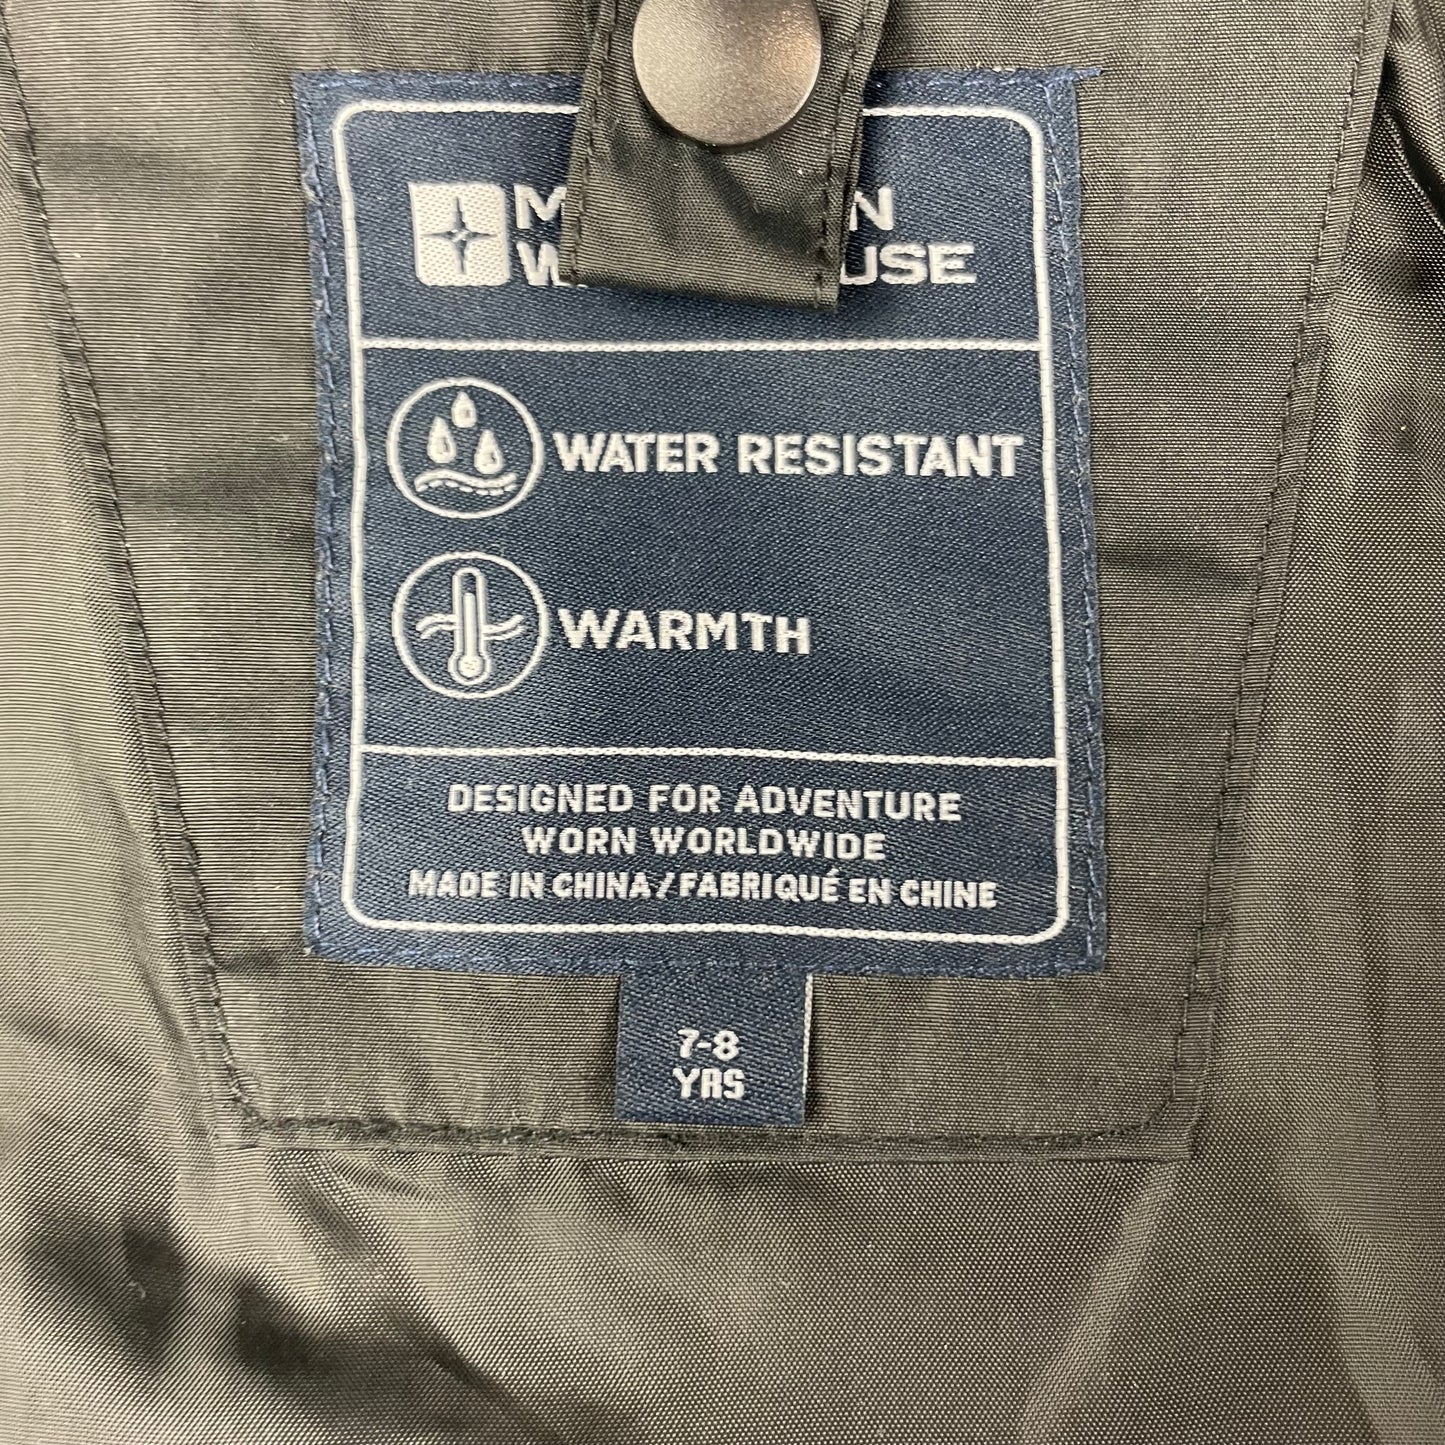 WATER RESISTANT
WARMTH
DESIGNED FOR ADVENTURE
WORN WORLDWIDE
MADE IN CHINA / FABRIQUÉ EN CHINE
7-8
YRS